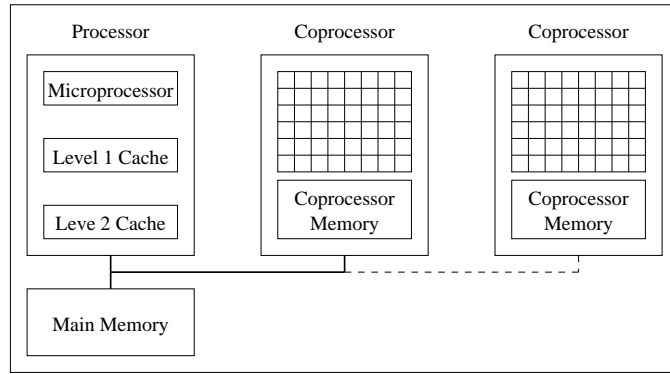 Processor
Coprocessor
Coprocessor
Microprocessor
Level 1 Cache
Leve 2 Cache
Coprocessor
Memory
Coprocessor
Memory
Main Memory